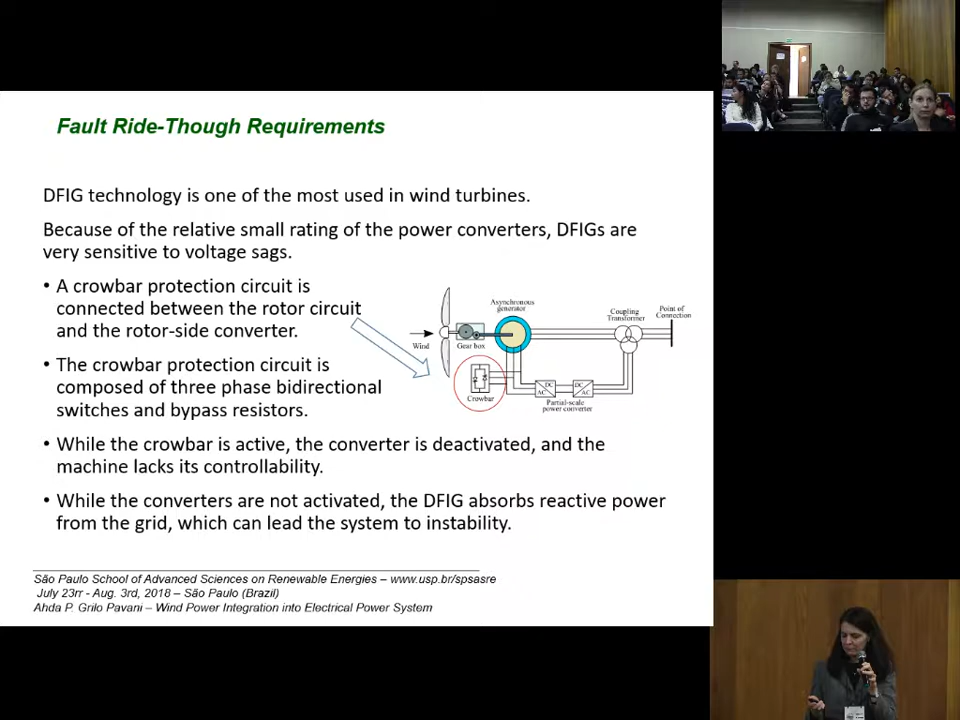 Fault Ride-Though Requirements
DFIG technology is one of the most used in wind turbines.
Because of the relative small rating of the power converters, DFIGs are
very sensitive to voltage sags.
• A crowbar protection circuit is
connected between the rotor circuit
and the rotor-side converter.
• The crowbar protection circuit is
composed of three phase bidirectional
switches and bypass resistors.
Asynchronous
generator
Coupling
Transformer
Point of
Connection
Wind
Gear box
Crowbar
DC
AC
DC
AC
Partial-scale
power converter
• While the crowbar is active, the converter is deactivated, and the
machine lacks its controllability.
• While the converters are not activated, the DFIG absorbs reactive power
from the grid, which can lead the system to instability.
São Paulo School of Advanced Sciences on Renewable Energies – www.usp.br/spsasre
July 23rr - Aug. 3rd, 2018 – São Paulo (Brazil)
Ahda P. Grilo Pavani – Wind Power Integration into Electrical Power System